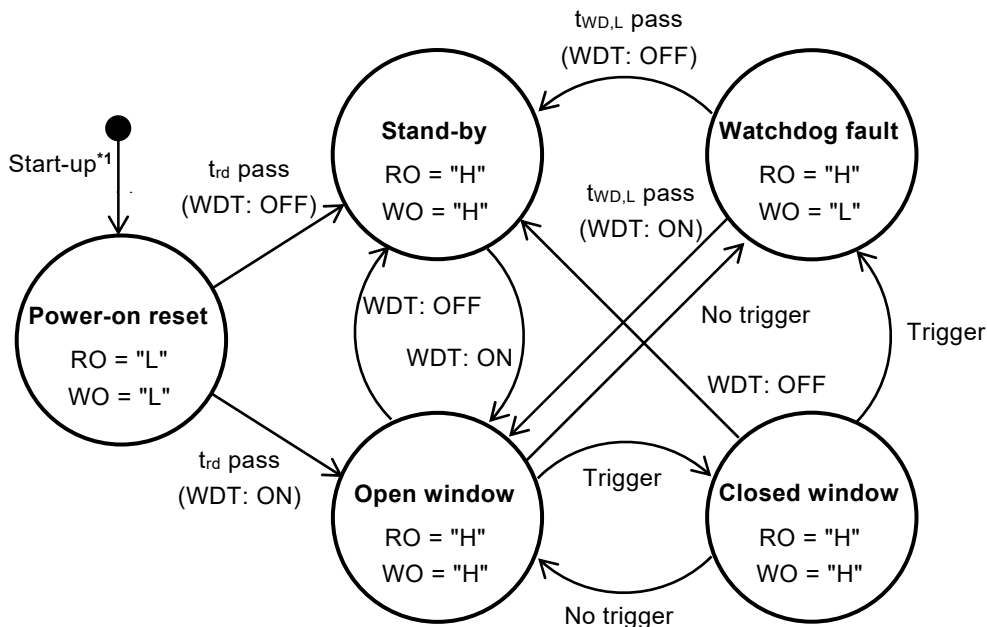 Start-up*1
Power-on reset
RO = "L"
WO = "L"
trd pass
(WDT: OFF)
trd pass
(WDT: ON)
Stand-by
RO = "H"
WO = "H"
tWD,L pass
(WDT: OFF)
Watchdog fault
RO = "H"
WO = "L"
tWD,L pass
(WDT: ON)
WDT: OFF
WDT: ON
No trigger
Trigger
WDT: OFF
Open window
RO = "H"
WO = "H"
Trigger
Closed window
RO = "H"
WO = "H"
No trigger